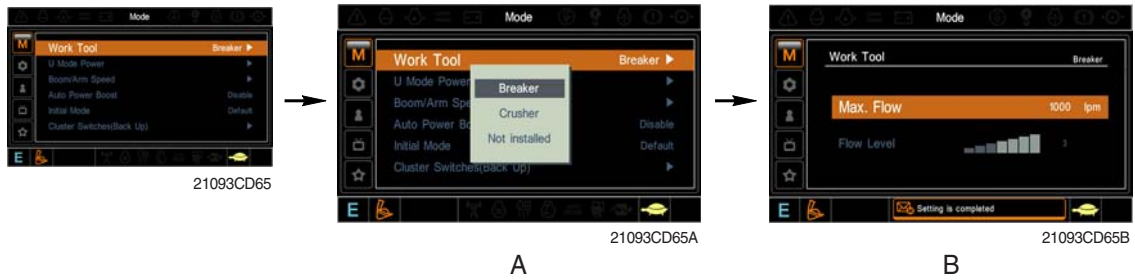 Mode
M
Work Tool Breaker ▶
U Mode Power ▶
Boom/Arm Speed ▶
Auto Power Boost Disable
Initial Mode Default
Cluster Switches(Back Up) ▶
E
21093CD65
Mode
M
Work Tool Breaker ▶
U Mode Power ▶
Boom/Arm Spe ▶
Auto Power Bo Disable
Initial Mode Default
Cluster Switches(Back Up) ▶
Breaker
Crusher
Not installed
E
21093CD65A
A
Mode
M
Work Tool Breaker
Max. Flow 1000 lpm
Flow Level 3
E
Setting is completed
21093CD65B
B